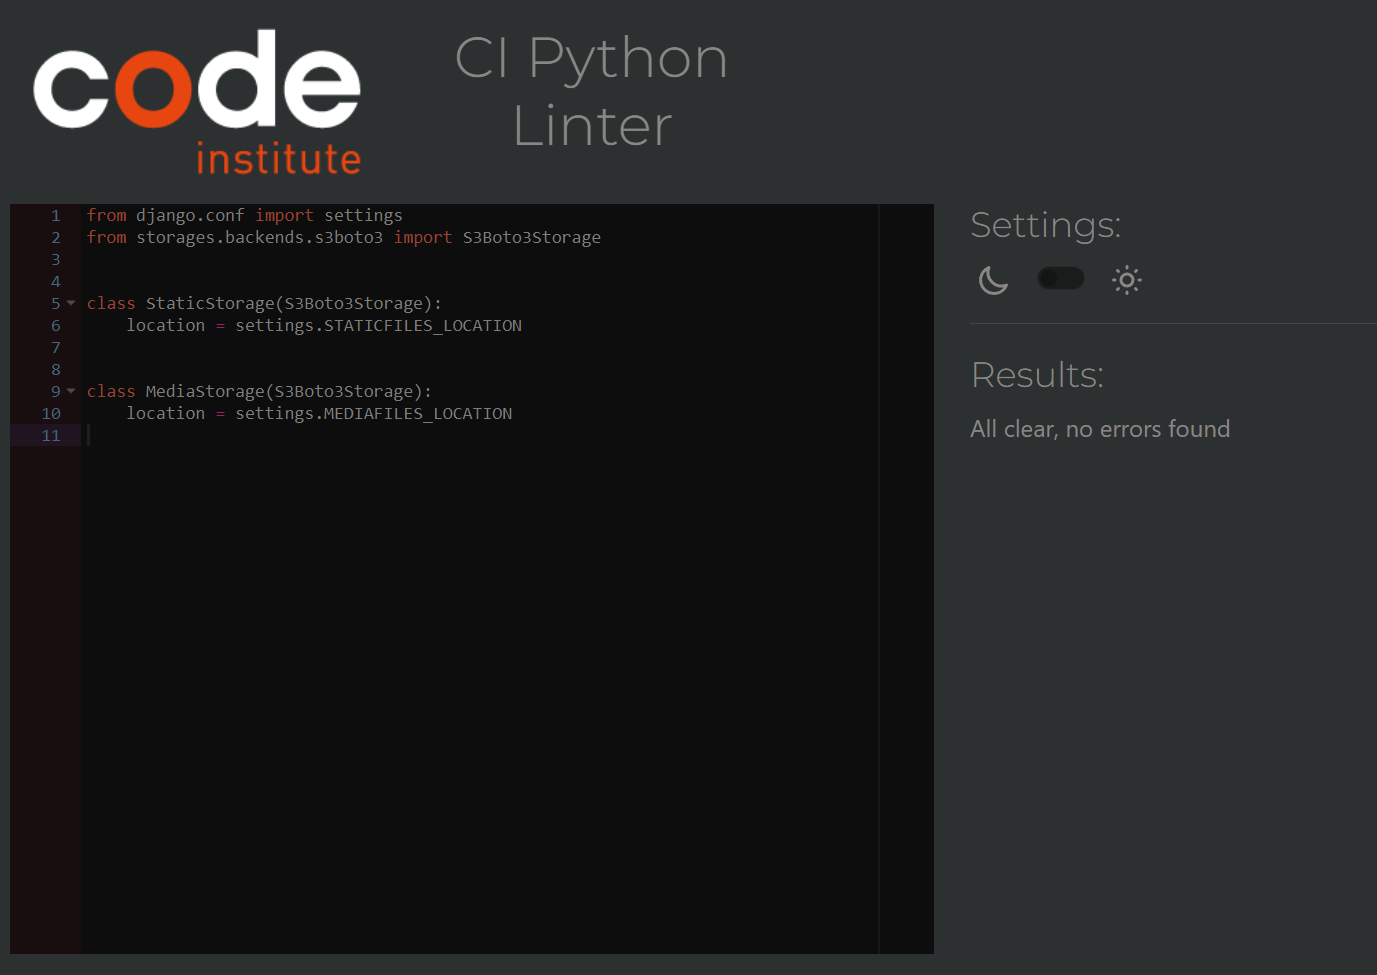 code
institute
CI Python
Linter
1 from django.conf import settings
2 from storages.backends.s3boto3 import S3Boto3Storage
3
4
5 class StaticStorage(S3Boto3Storage):
6     location = settings.STATICFILES_LOCATION
7
8
9 class MediaStorage(S3Boto3Storage):
10     location = settings.MEDIAFILES_LOCATION
11
Settings:
Results:
All clear, no errors found